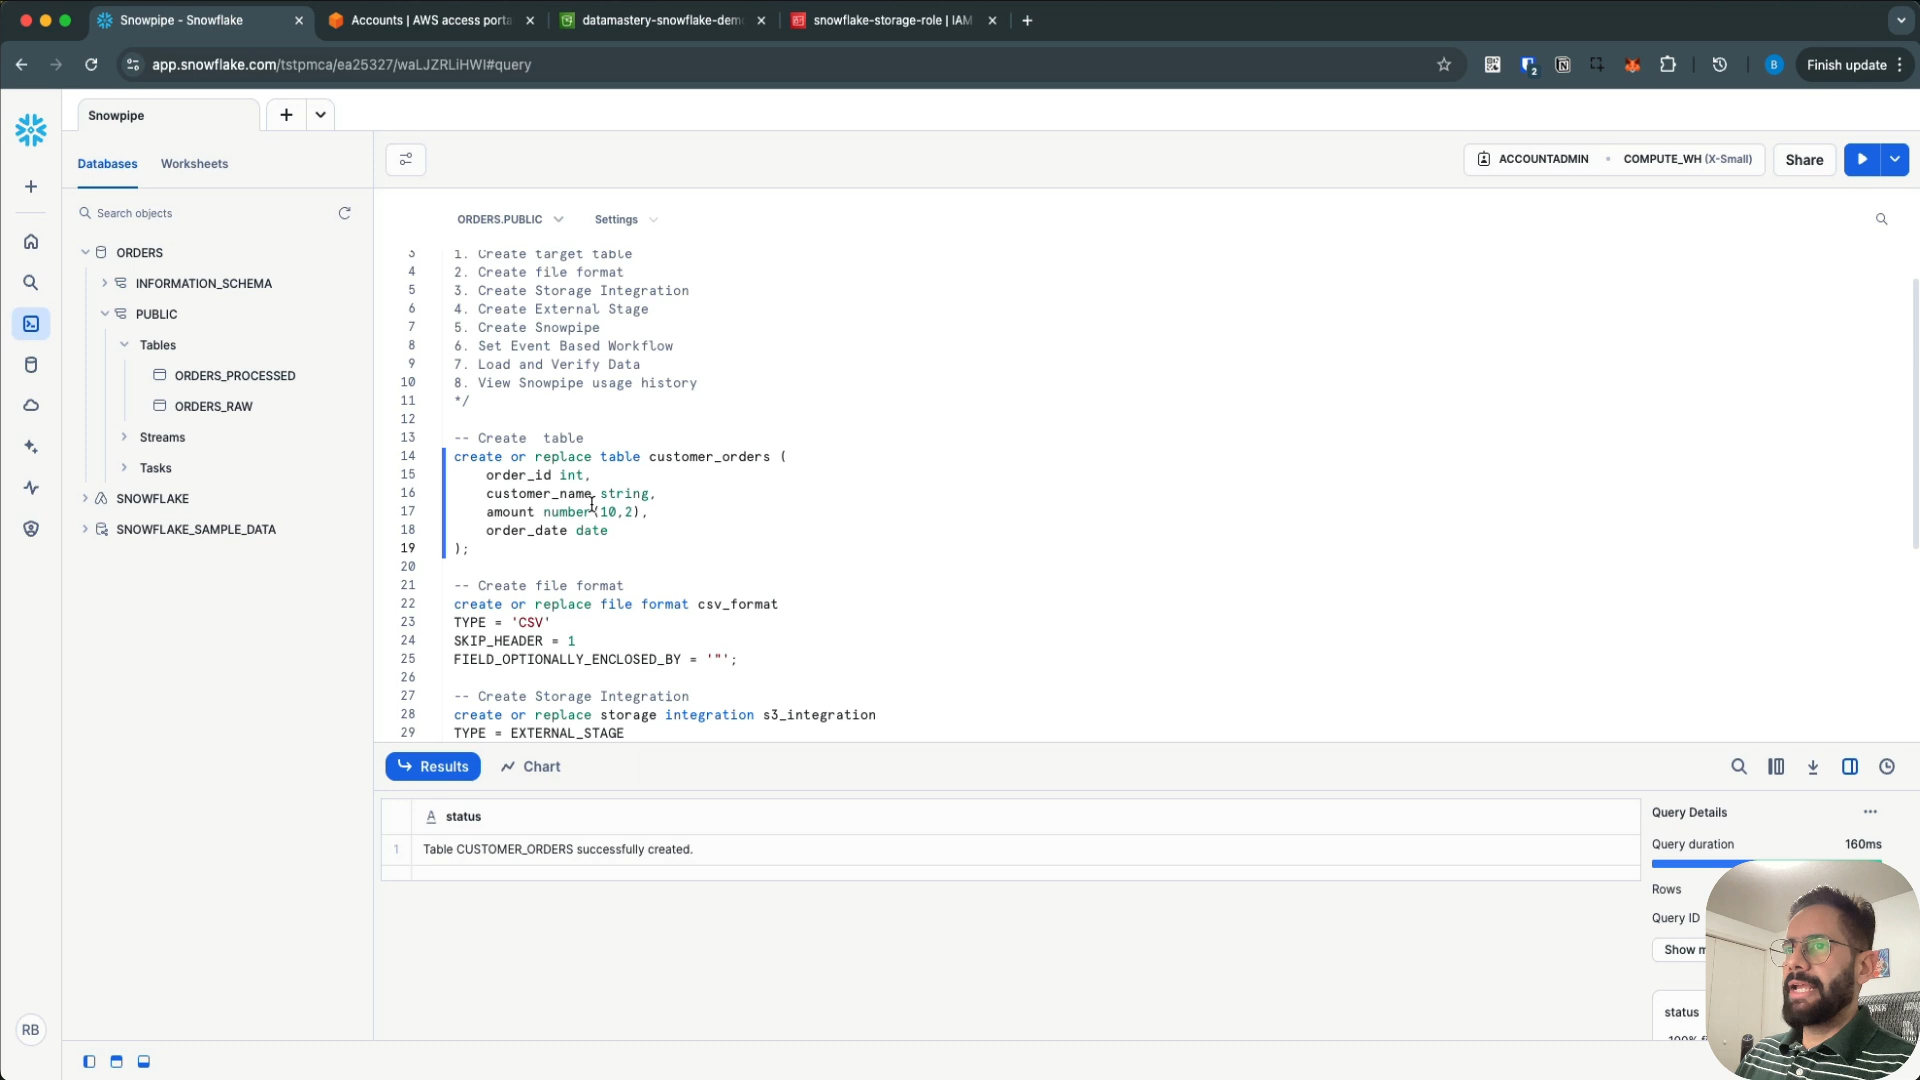 Snowpipe - Snowflake
Accounts | AWS access porta
datamastery-snowflake-dem
snowflake-storage-role | IAM
app.snowflake.com/tstpmca/ea25327/waLJZRLiHWI#query
2
B
Finish update
Snowpipe
Databases
Worksheets
ACCOUNTADMIN
COMPUTE_WH (X-Small)
Share
Search objects
ORDERS
INFORMATION_SCHEMA
PUBLIC
Tables
ORDERS_PROCESSED
ORDERS_RAW
Streams
Tasks
SNOWFLAKE
SNOWFLAKE_SAMPLE_DATA
RB
ORDERS.PUBLIC
Settings
3 1. Create target table
4 2. Create file format
5 3. Create Storage Integration
6 4. Create External Stage
7 5. Create Snowpipe
8 6. Set Event Based Workflow
9 7. Load and Verify Data
10 8. View Snowpipe usage history
11 */
12
13 -- Create  table
14 create or replace table customer_orders (
15 order_id int,
16 customer_name string,
17 amount number(10,2),
18 order_date date
19 );
20
21 -- Create file format
22 create or replace file format csv_format
23 TYPE = 'CSV'
24 SKIP_HEADER = 1
25 FIELD_OPTIONALLY_ENCLOSED_BY = '"';
26
27 -- Create Storage Integration
28 create or replace storage integration s3_integration
29 TYPE = EXTERNAL_STAGE
Results
Chart
A status
1 Table CUSTOMER_ORDERS successfully created.
Query Details
Query duration 160ms
Rows
Query ID
Show m
status